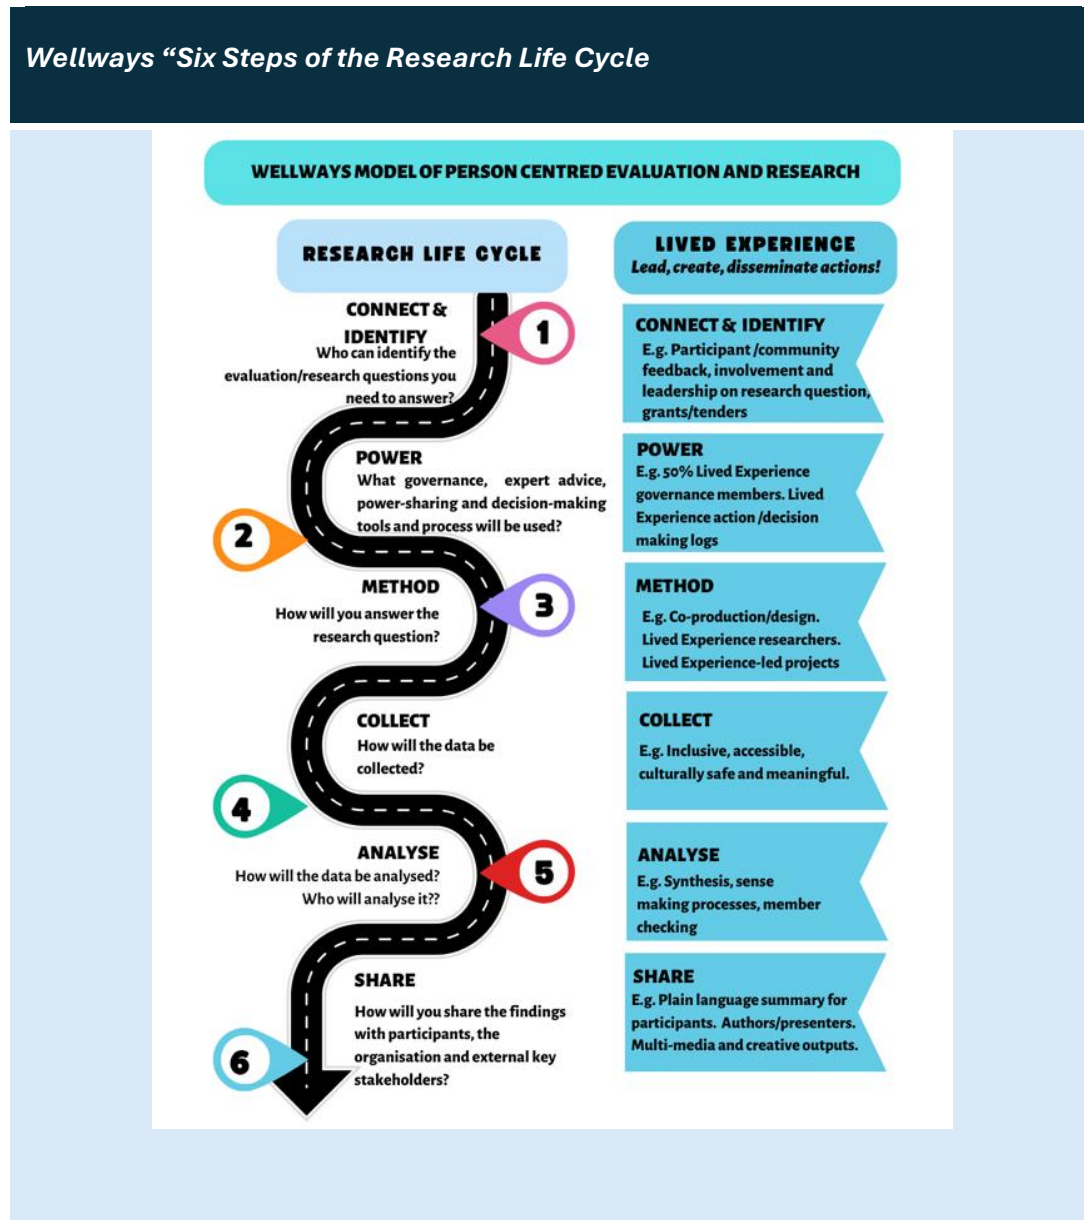 Wellways “Six Steps of the Research Life Cycle
WELLWAYS MODEL OF PERSON CENTRED EVALUATION AND RESEARCH
RESEARCH LIFE CYCLE
CONNECT &
IDENTIFY
Who can identify the
evaluation/research questions you
need to answer?
1
POWER
What governance, expert advice,
power-sharing and decision-making
tools and process will be used?
2
METHOD
How will you answer the
research question?
3
COLLECT
How will the data be
collected?
4
ANALYSE
How will the data be analysed?
Who will analyse it??
5
SHARE
How will you share the findings
with participants, the
organisation and external key
stakeholders?
6
LIVED EXPERIENCE
Lead, create, disseminate actions!
CONNECT & IDENTIFY
E.g. Participant /community
feedback, involvement and
leadership on research question,
grants/tenders
POWER
E.g. 50% Lived Experience
governance members. Lived
Experience action /decision
making logs
METHOD
E.g. Co-production/design.
Lived Experience researchers.
Lived Experience-led projects
COLLECT
E.g. Inclusive, accessible,
culturally safe and meaningful.
ANALYSE
E.g. Synthesis, sense
making processes, member
checking
SHARE
E.g. Plain language summary for
participants. Authors/presenters.
Multi-media and creative outputs.